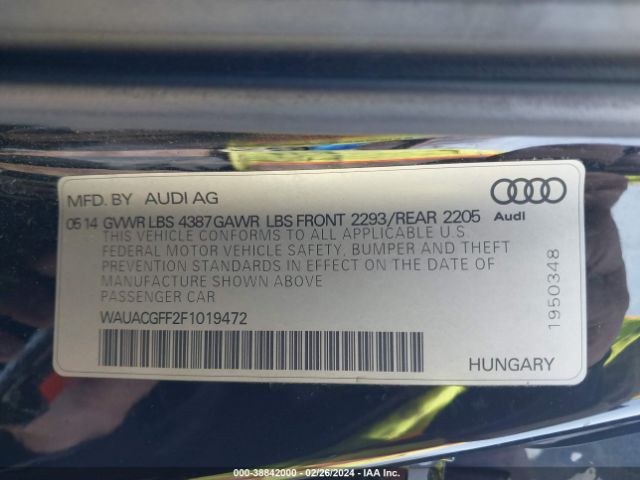 MFD. BY AUDI AG
05 14 GVWR LBS 4387 GAWR LBS FRONT 2293/REAR 2205
Audi
THIS VEHICLE CONFORMS TO ALL APPLICABLE U.S.
FEDERAL MOTOR VEHICLE SAFETY, BUMPER AND THEFT
PREVENTION STANDARDS IN EFFECT ON THE DATE OF
MANUFACTURE SHOWN ABOVE
PASSENGER CAR
WAUACGFF2F1019472
1950348
HUNGARY
000-38842000 - 02/26/2024 - IAA Inc.